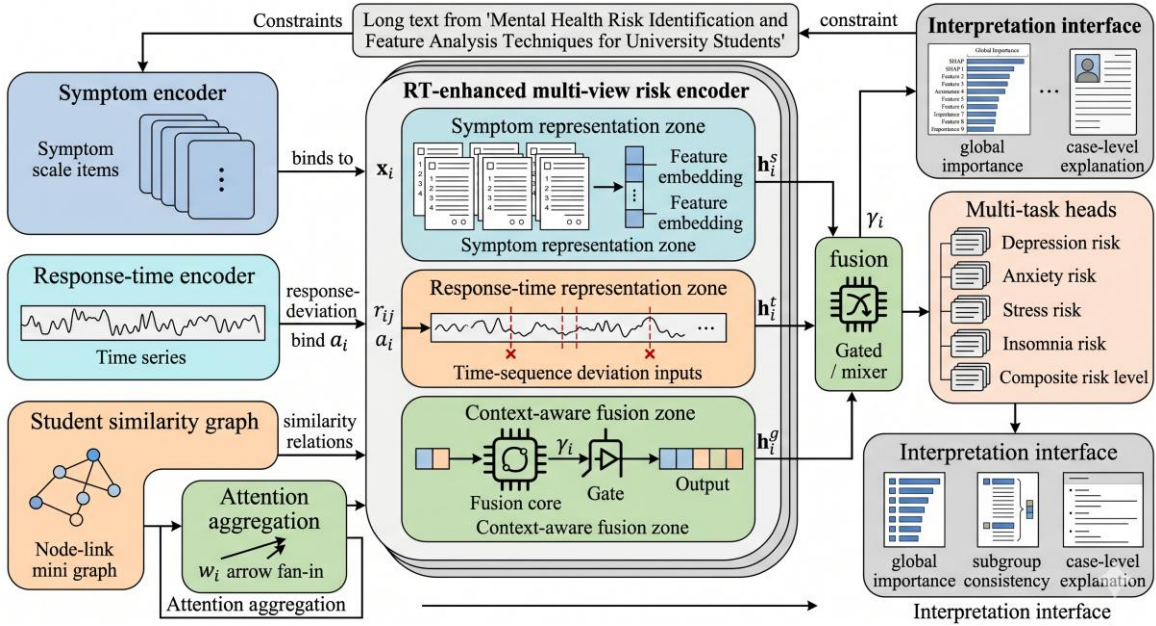 Constraints
Long text from 'Mental Health Risk Identification and
Feature Analysis Techniques for University Students'
constraint
Symptom encoder
Symptom
scale items
binds to
Response-time encoder
Time series
response-
deviation
bind a_i
Student similarity graph
Node-link
mini graph
similarity
relations
Attention
aggregation
w_i arrow fan-in
Attention aggregation
RT-enhanced multi-view risk encoder
x_i
Symptom representation zone
1
2
3
4
Feature
embedding
Feature
embedding
Symptom representation zone
h_i^s
r_ij
a_i
Response-time representation zone
Time-sequence deviation inputs
h_i^t
Context-aware fusion zone
Fusion core
γ_i
Gate
Output
Context-aware fusion zone
h_i^g
fusion
Gated
/ mixer
γ_i
Interpretation interface
Global Importance
SHAP
SHAP 1
Feature 2
Feature 3
Feature 5
Feature 6
Importance 7
Feature 8
global
importance
case-level
explanation
Multi-task heads
Depression risk
Anxiety risk
Stress risk
Insomnia risk
Composite risk level
Interpretation interface
global
importance
subgroup
consistency
case-level
explanation
Interpretation interface